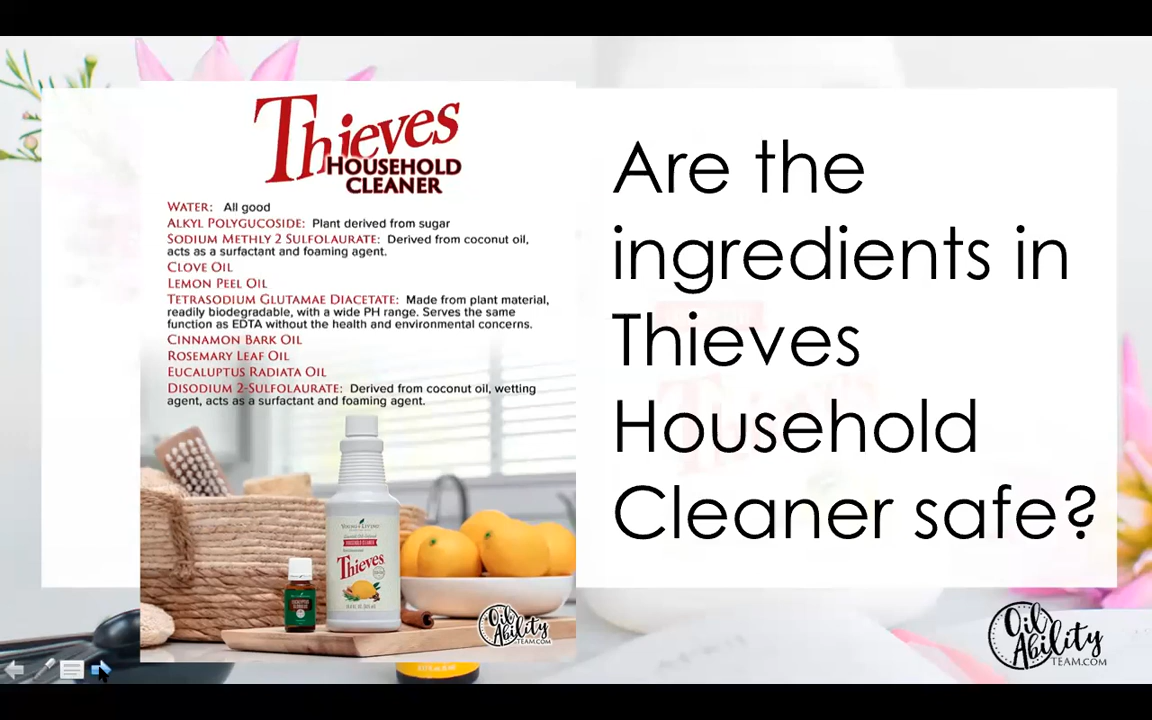 Thieves
HOUSEHOLD
CLEANER
WATER: All good
ALKYL POLYGUCOSIDE: Plant derived from sugar
SODIUM METHLY 2 SULFOLAURATE: Derived from coconut oil,
acts as a surfactant and foaming agent.
CLOVE OIL
LEMON PEEL OIL
TETRASODIUM GLUTAMAE DIACETATE: Made from plant material,
readily biodegradable, with a wide PH range. Serves the same
function as EDTA without the health and environmental concerns.
CINNAMON BARK OIL
ROSEMARY LEAF OIL
EUCALUPTUS RADIATA OIL
DISODIUM 2-SULFOLAURATE: Derived from coconut oil, wetting
agent, acts as a surfactant and foaming agent.
YOUNG LIVING
HOUSEHOLD CLEANER
Thieves
Oil
Ability
TEAM.COM
Are the
ingredients in
Thieves
Household
Cleaner safe?
Oil
Ability
TEAM.COM